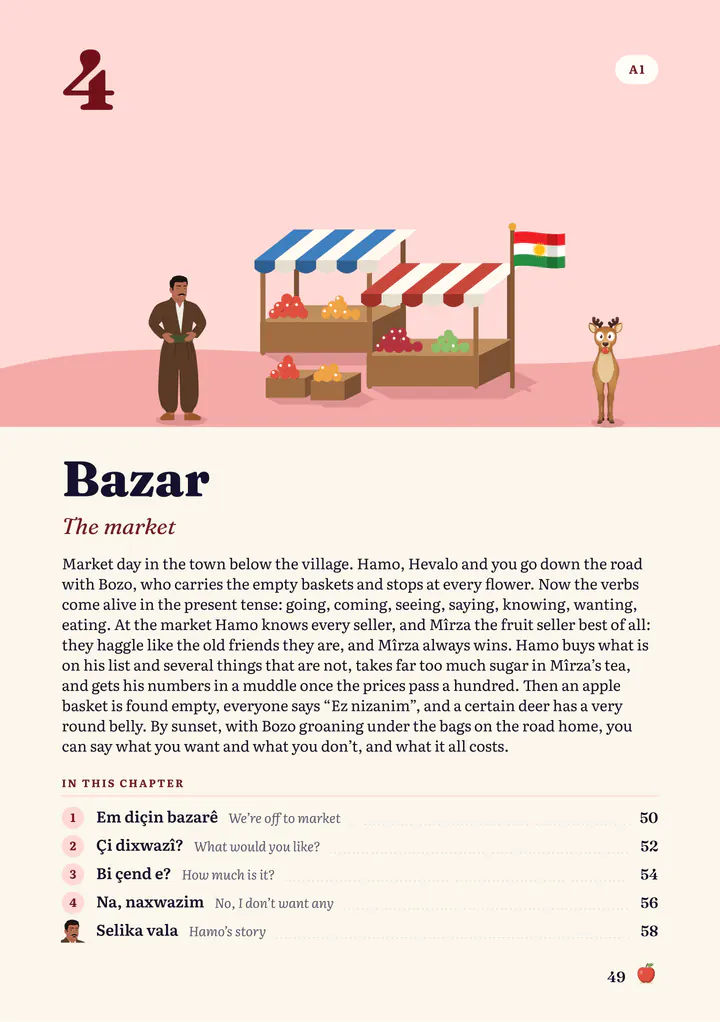 4
A1
Bazar
The market
Market day in the town below the village. Hamo, Hevalo and you go down the road
with Bozo, who carries the empty baskets and stops at every flower. Now the verbs
come alive in the present tense: going, coming, seeing, saying, knowing, wanting,
eating. At the market Hamo knows every seller, and Mîrza the fruit seller best of all:
they haggle like the old friends they are, and Mîrza always wins. Hamo buys what is
on his list and several things that are not, takes far too much sugar in Mîrza’s tea,
and gets his numbers in a muddle once the prices pass a hundred. Then an apple
basket is found empty, everyone says “Ez nizanim”, and a certain deer has a very
round belly. By sunset, with Bozo groaning under the bags on the road home, you
can say what you want and what you don’t, and what it all costs.
IN THIS CHAPTER
1 Em diçin bazarê We’re off to market 50
2 Çi dixwazî? What would you like? 52
3 Bi çend e? How much is it? 54
4 Na, naxwazim No, I don’t want any 56
Selika vala Hamo’s story 58
49